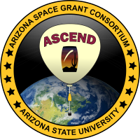 ARIZONA SPACE GRANT CONSORTIUM
ASCEND
ARIZONA STATE UNIVERSITY